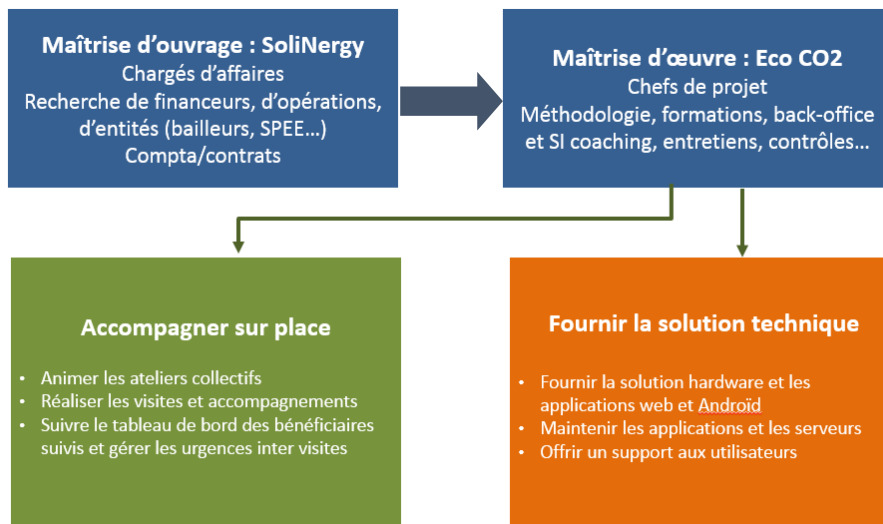 Maîtrise d'ouvrage : SoliNergy
Chargés d'affaires
Recherche de financeurs, d'opérations,
d'entités (bailleurs, SPEE…)
Compta/contrats
Maîtrise d'œuvre : Eco CO2
Chefs de projet
Méthodologie, formations, back-office
et SI coaching, entretiens, contrôles…
Accompagner sur place
• Animer les ateliers collectifs
• Réaliser les visites et accompagnements
• Suivre le tableau de bord des bénéficiaires
suivis et gérer les urgences inter visites
Fournir la solution technique
• Fournir la solution hardware et les
applications web et Androïd
• Maintenir les applications et les serveurs
• Offrir un support aux utilisateurs